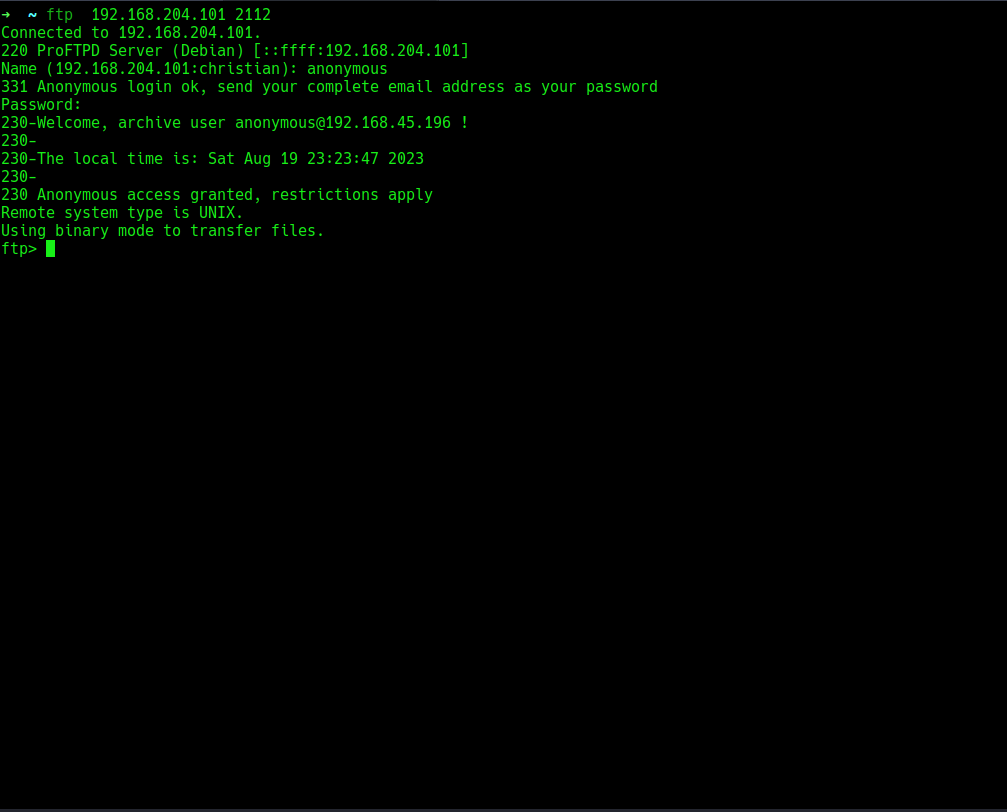 → ~ ftp  192.168.204.101 2112
Connected to 192.168.204.101.
220 ProFTPD Server (Debian) [::ffff:192.168.204.101]
Name (192.168.204.101:christian): anonymous
331 Anonymous login ok, send your complete email address as your password
Password:
230-Welcome, archive user anonymous@192.168.45.196 !
230-
230-The local time is: Sat Aug 19 23:23:47 2023
230-
230 Anonymous access granted, restrictions apply
Remote system type is UNIX.
Using binary mode to transfer files.
ftp>